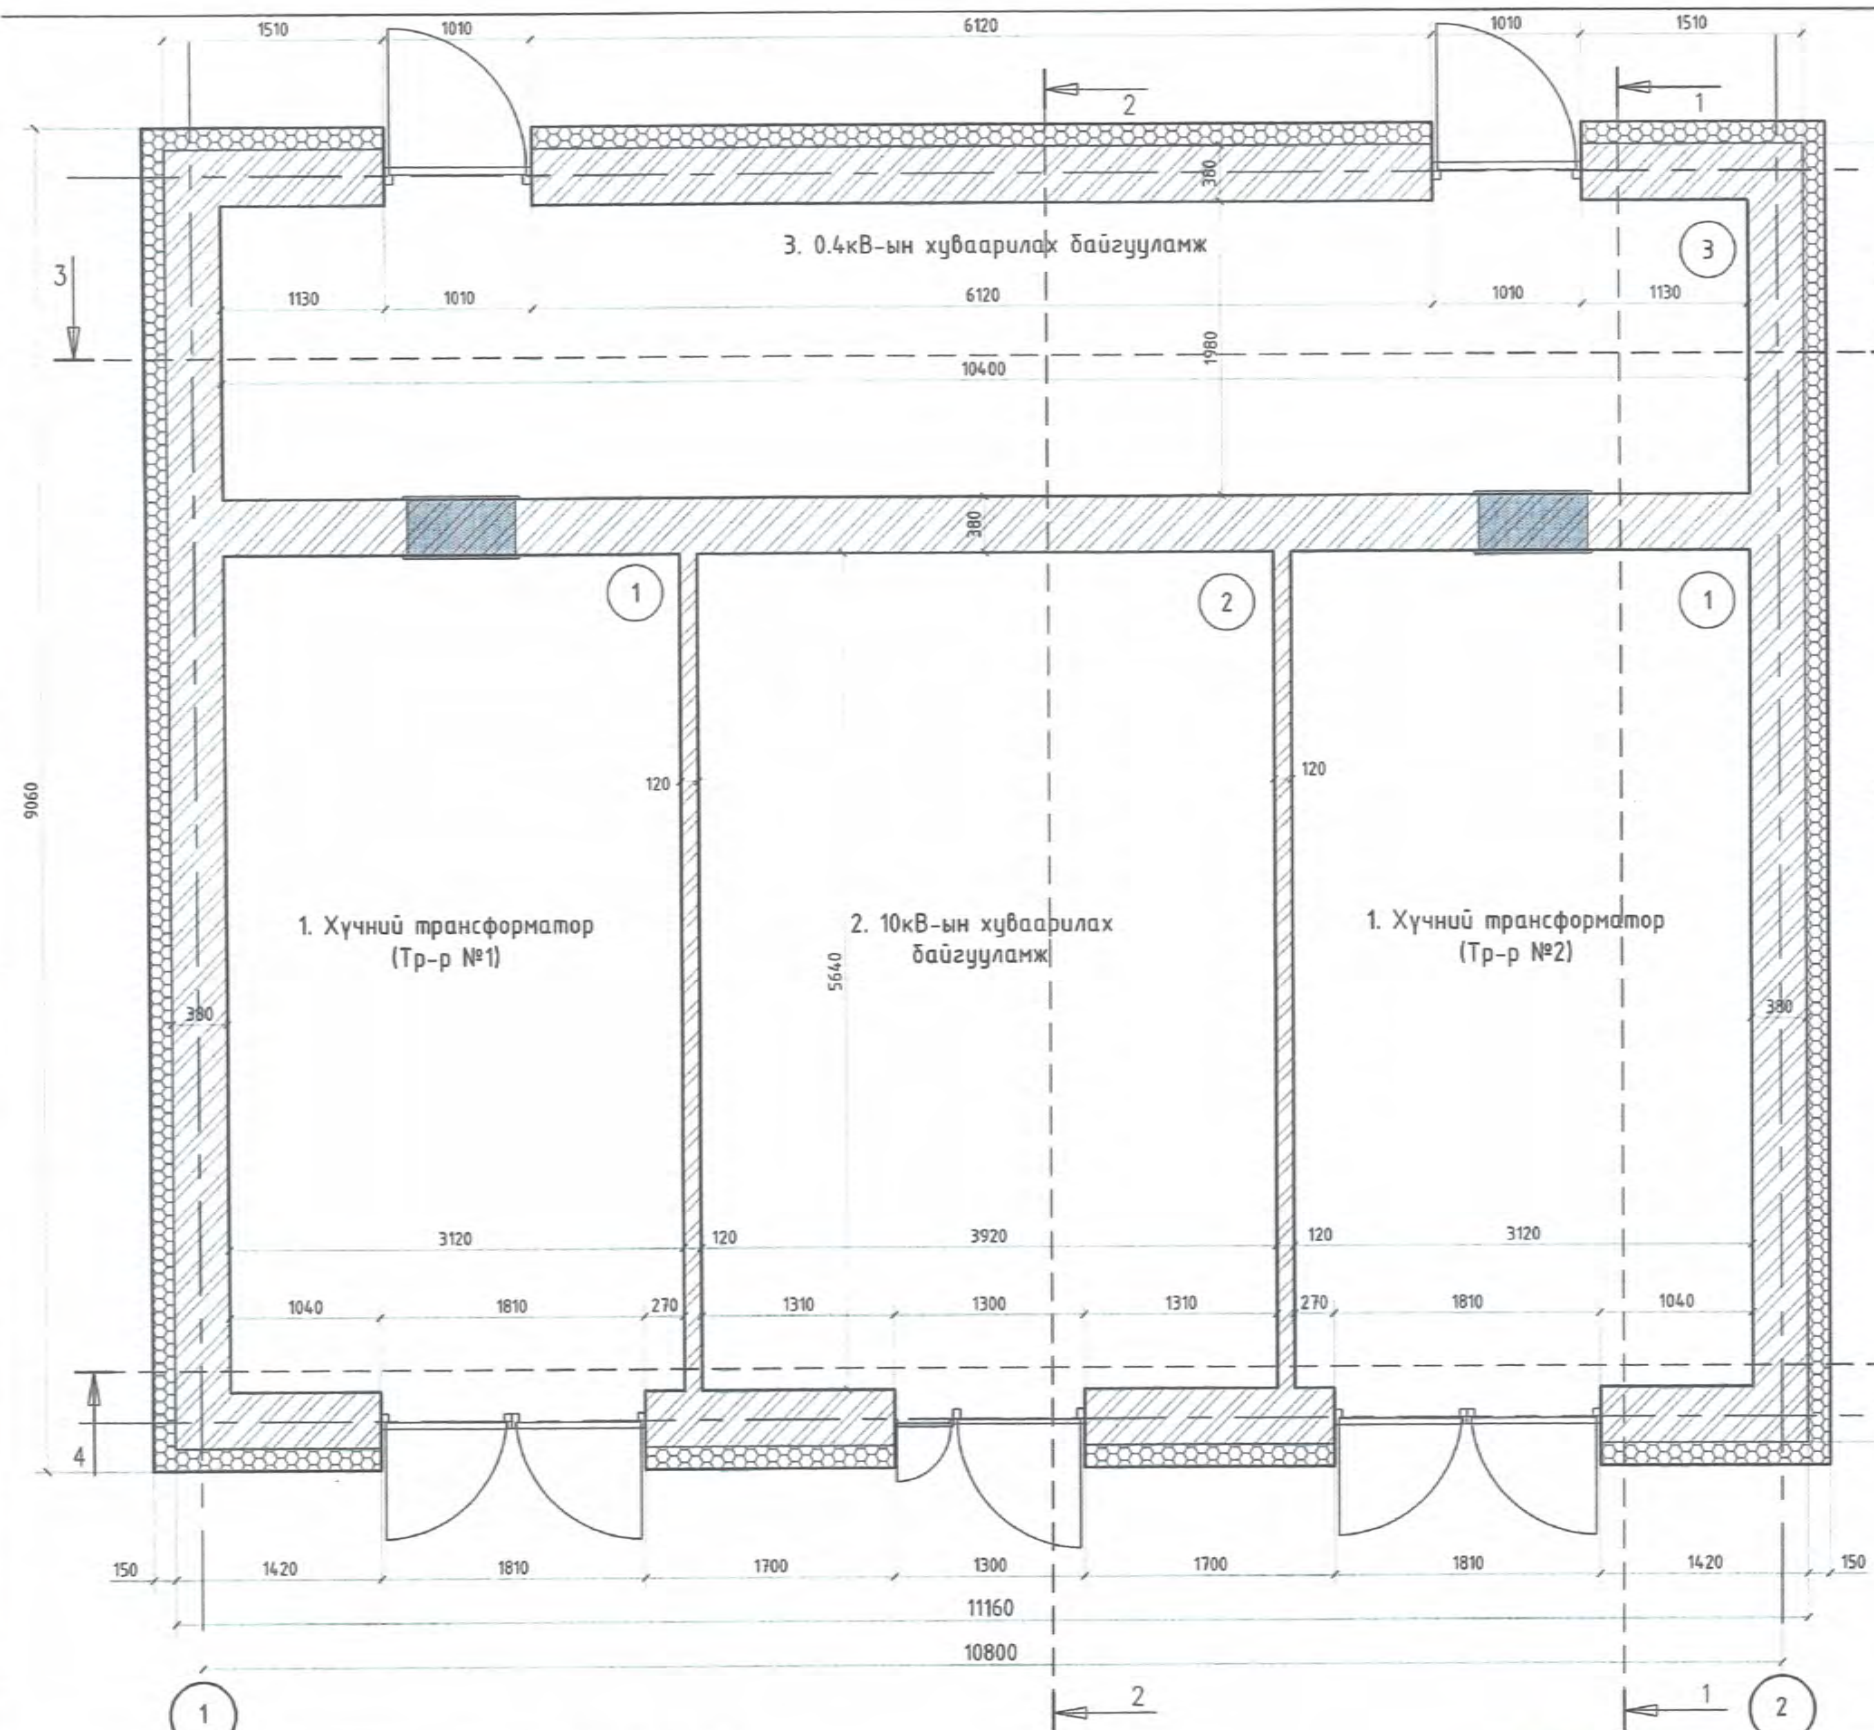 1510 1010 6120 1010 1510
2 1
380
3. 0.4кВ-ын хуваарилах байгууламж
3
3
1130 1010 6120 1010 1130
1980
10400
380
1 2 1
120 120
9060
1. Хүчний трансформатор
(Тр-р №1)
2. 10кВ-ын хуваарилах
байгууламж
1. Хүчний трансформатор
(Тр-р №2)
5640
380 380
3120 120 3920 120 3120
1040 1810 270 1310 1300 1310 270 1810 1040
4
150 1420 1810 1700 1300 1700 1810 1420 150
11160
10800
1 2 1 2